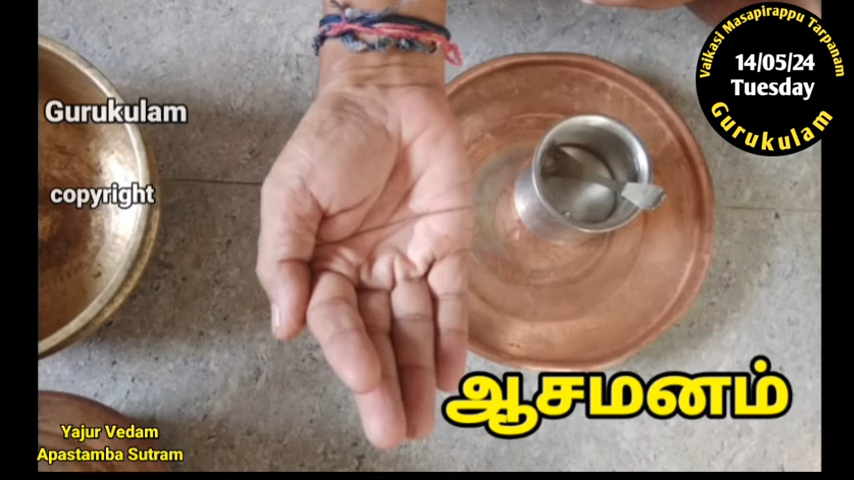 Gurukulam
copyright
Vaikasi Masapirappu Tarpanam
14/05/24
Tuesday
Gurukulam
ஆசமனம்
Yajur Vedam
Apastamba Sutram